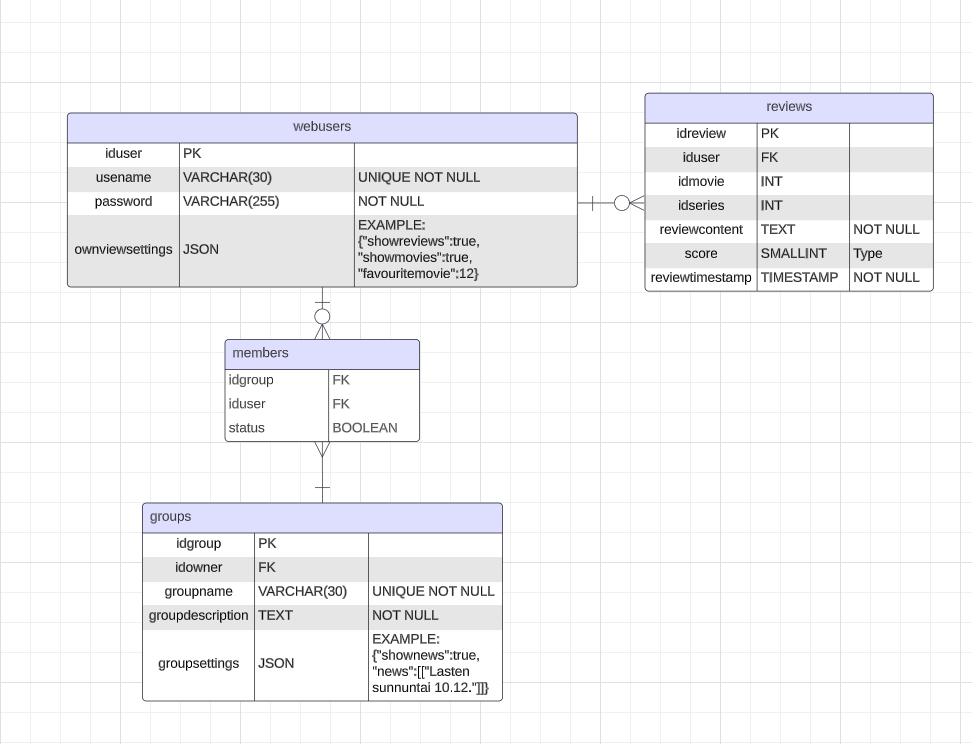 webusers
iduser PK
usename VARCHAR(30) UNIQUE NOT NULL
password VARCHAR(255) NOT NULL
ownviewsettings JSON EXAMPLE:
{"showreviews":true,
"showmovies":true,
"favouritemovie":12}
reviews
idreview PK
iduser FK
idmovie INT
idseries INT
reviewcontent TEXT NOT NULL
score SMALLINT Type
reviewtimestamp TIMESTAMP NOT NULL
members
idgroup FK
iduser FK
status BOOLEAN
groups
idgroup PK
idowner FK
groupname VARCHAR(30) UNIQUE NOT NULL
groupdescription TEXT NOT NULL
groupsettings JSON EXAMPLE:
{"shownews":true,
"news":[["Lasten
sunnuntai 10.12."]]}